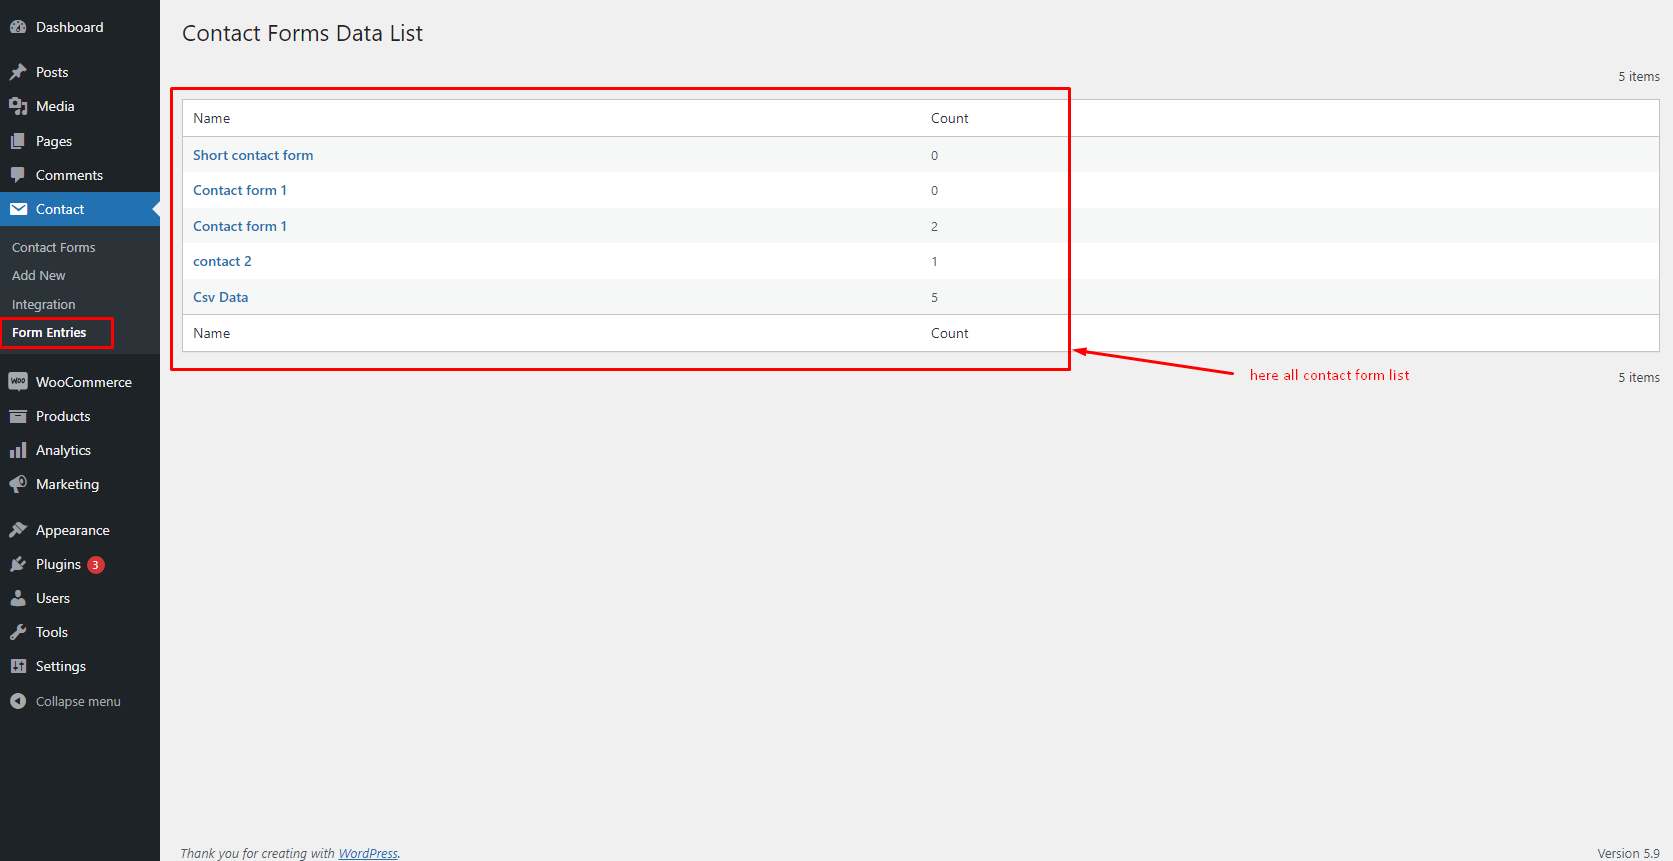 Dashboard
Posts
Media
Pages
Comments
Contact
Contact Forms
Add New
Integration
Form Entries
WOO WooCommerce
Products
Analytics
Marketing
Appearance
Plugins 3
Users
Tools
Settings
Collapse menu
Contact Forms Data List
5 items
Name Count
Short contact form 0
Contact form 1 0
Contact form 1 2
contact 2 1
Csv Data 5
Name Count
here all contact form list
5 items
Thank you for creating with WordPress.
Version 5.9